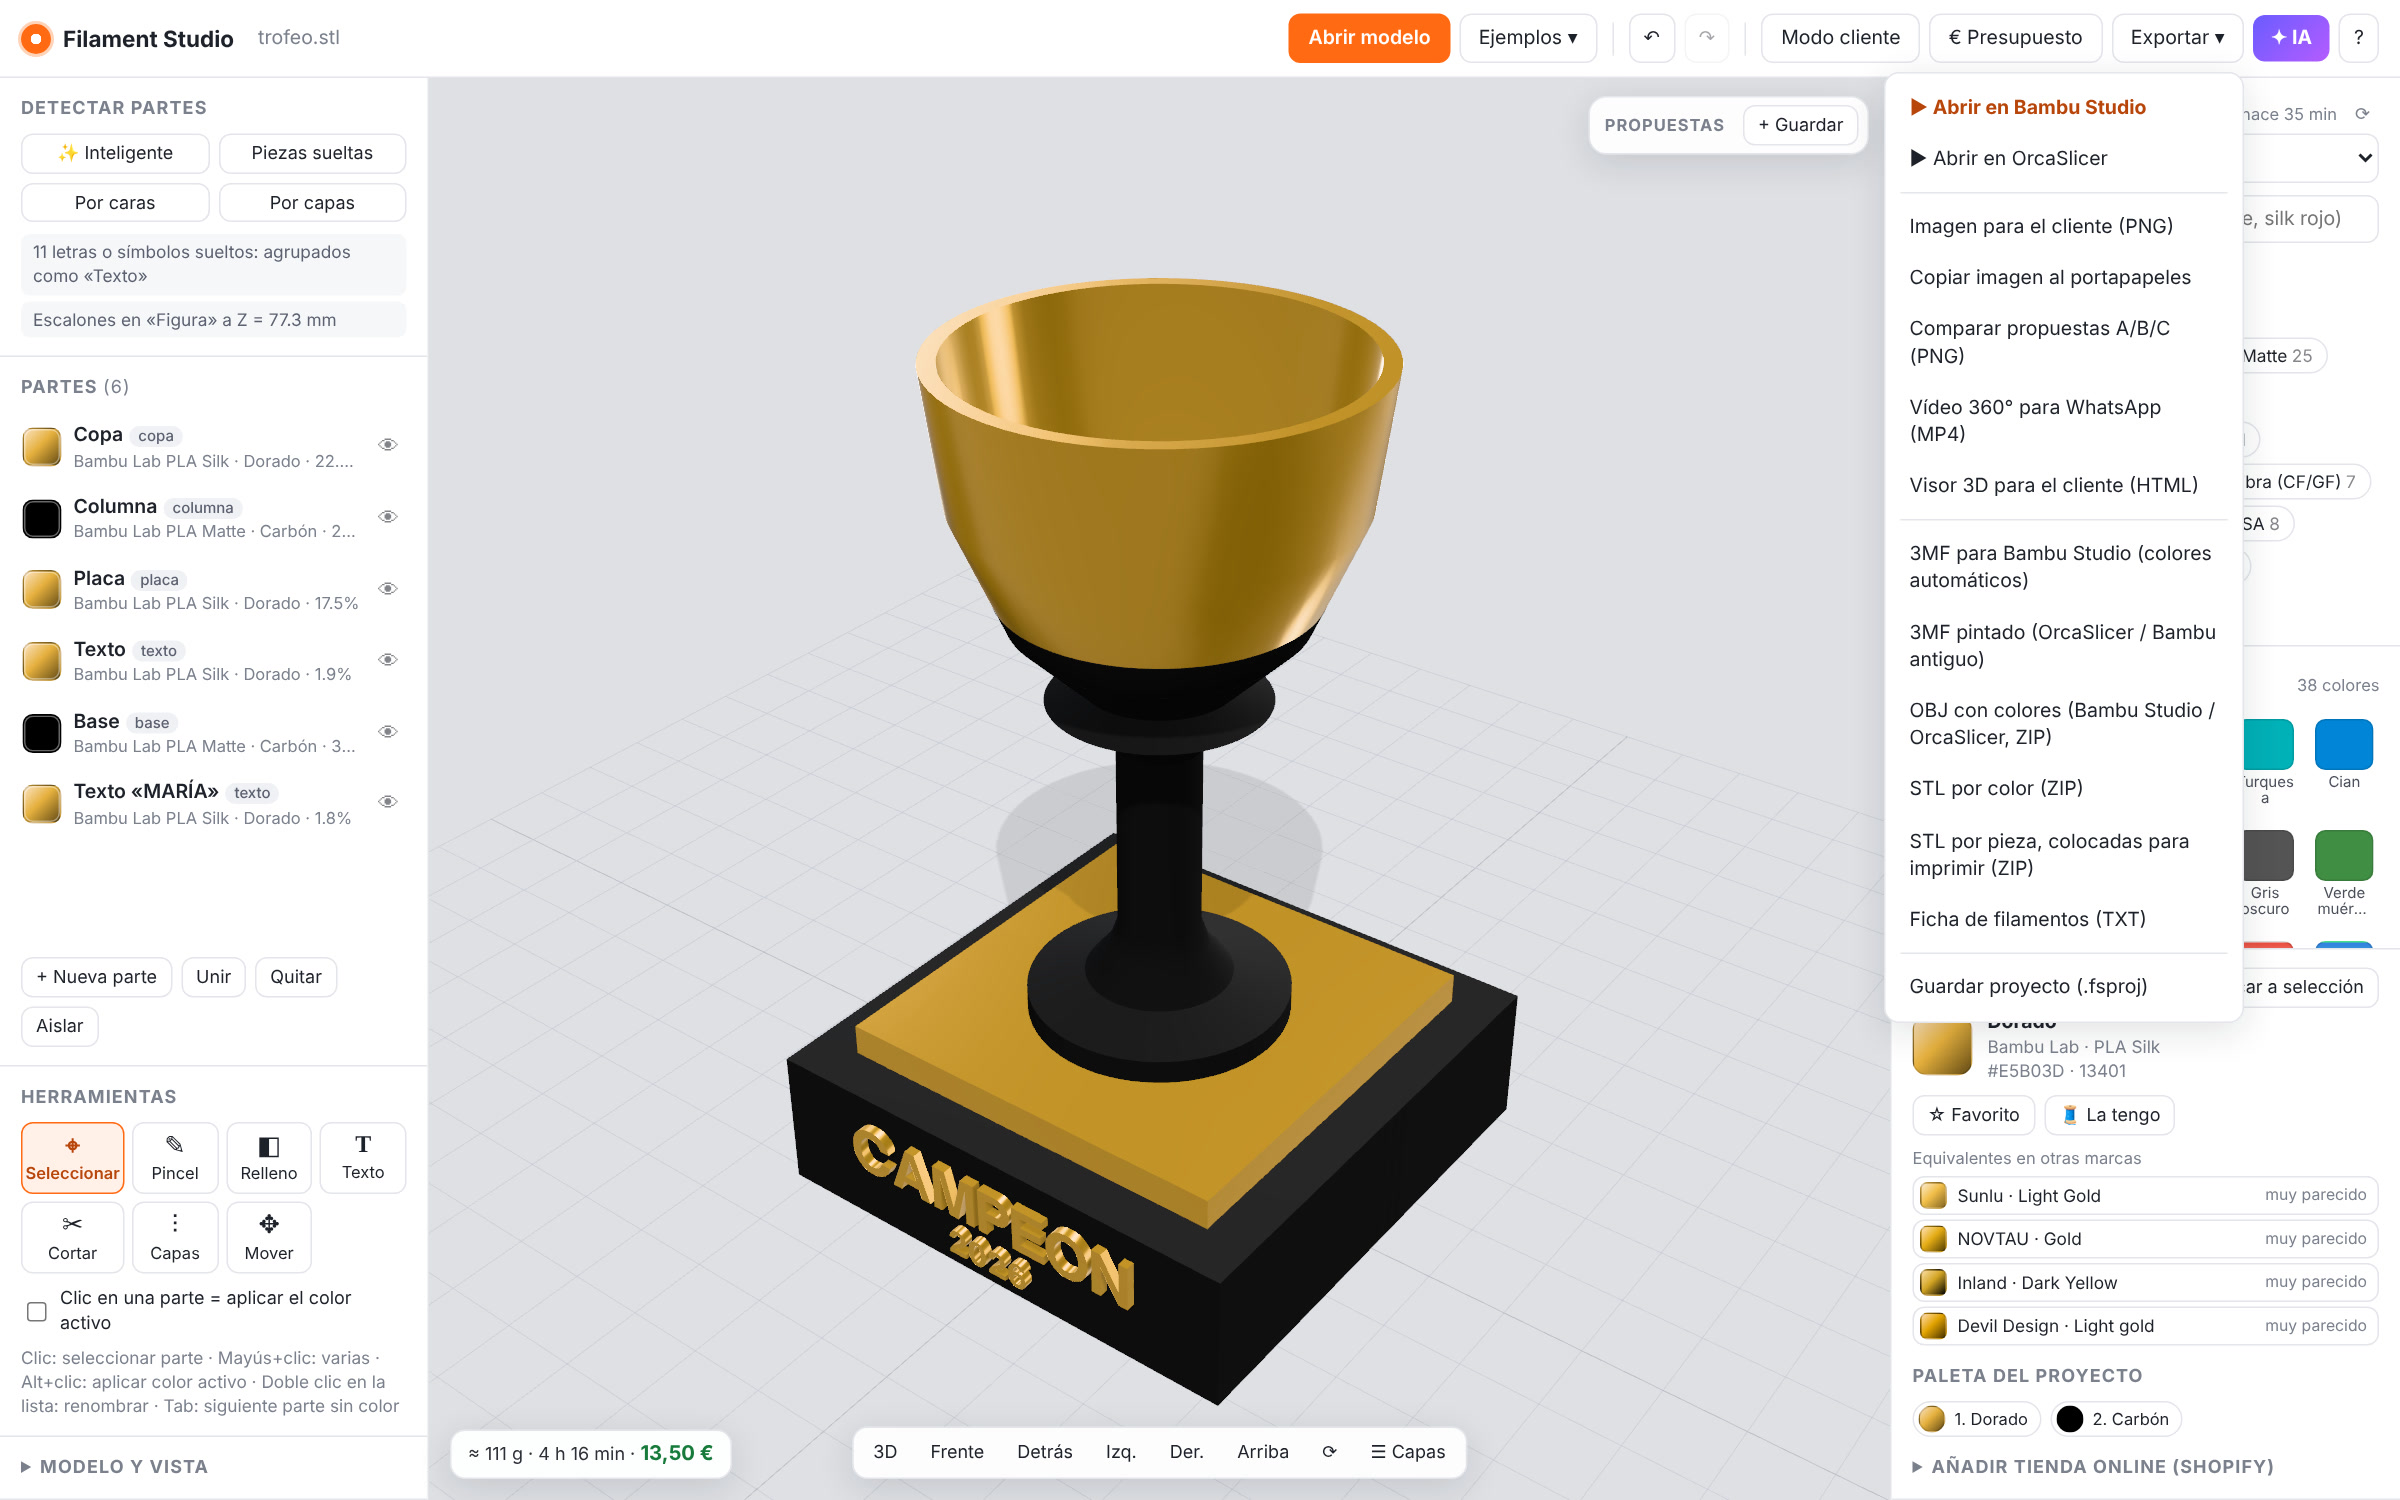 Filament Studio
trofeo.stl
Abrir modelo
Ejemplos ▾
↶
↷
Modo cliente
€ Presupuesto
Exportar ▾
✦ IA
?
DETECTAR PARTES
✨ Inteligente
Piezas sueltas
Por caras
Por capas
11 letras o símbolos sueltos: agrupados
como «Texto»
Escalones en «Figura» a Z = 77.3 mm
PARTES (6)
Copa copa
Bambu Lab PLA Silk · Dorado · 22....
Columna columna
Bambu Lab PLA Matte · Carbón · 2...
Placa placa
Bambu Lab PLA Silk · Dorado · 17.5%
Texto texto
Bambu Lab PLA Silk · Dorado · 1.9%
Base base
Bambu Lab PLA Matte · Carbón · 3...
Texto «MARÍA» texto
Bambu Lab PLA Silk · Dorado · 1.8%
+ Nueva parte
Unir
Quitar
Aislar
HERRAMIENTAS
Seleccionar
Pincel
Relleno
T
Texto
Cortar
Capas
Mover
Clic en una parte = aplicar el color
activo
Clic: seleccionar parte · Mayús+clic: varias ·
Alt+clic: aplicar color activo · Doble clic en la
lista: renombrar · Tab: siguiente parte sin color
▶ MODELO Y VISTA
PROPUESTAS
+ Guardar
CAMPEON
2026
≈ 111 g · 4 h 16 min · 13,50 €
3D
Frente
Detrás
Izq.
Der.
Arriba
⟳
☰ Capas
▶ Abrir en Bambu Studio
▶ Abrir en OrcaSlicer
Imagen para el cliente (PNG)
Copiar imagen al portapapeles
Comparar propuestas A/B/C
(PNG)
Vídeo 360° para WhatsApp
(MP4)
Visor 3D para el cliente (HTML)
3MF para Bambu Studio (colores
automáticos)
3MF pintado (OrcaSlicer / Bambu
antiguo)
OBJ con colores (Bambu Studio /
OrcaSlicer, ZIP)
STL por color (ZIP)
STL por pieza, colocadas para
imprimir (ZIP)
Ficha de filamentos (TXT)
Guardar proyecto (.fsproj)
hace 35 min ⟳
e, silk rojo)
Matte 25
bra (CF/GF) 7
SA 8
38 colores
Turques
a
Cian
Gris
oscuro
Verde
muér...
car a selección
Dorado
Bambu Lab · PLA Silk
#E5B03D · 13401
☆ Favorito
🧵 La tengo
Equivalentes en otras marcas
Sunlu · Light Gold muy parecido
NOVTAU · Gold muy parecido
Inland · Dark Yellow muy parecido
Devil Design · Light gold muy parecido
PALETA DEL PROYECTO
1. Dorado
2. Carbón
▶ AÑADIR TIENDA ONLINE (SHOPIFY)